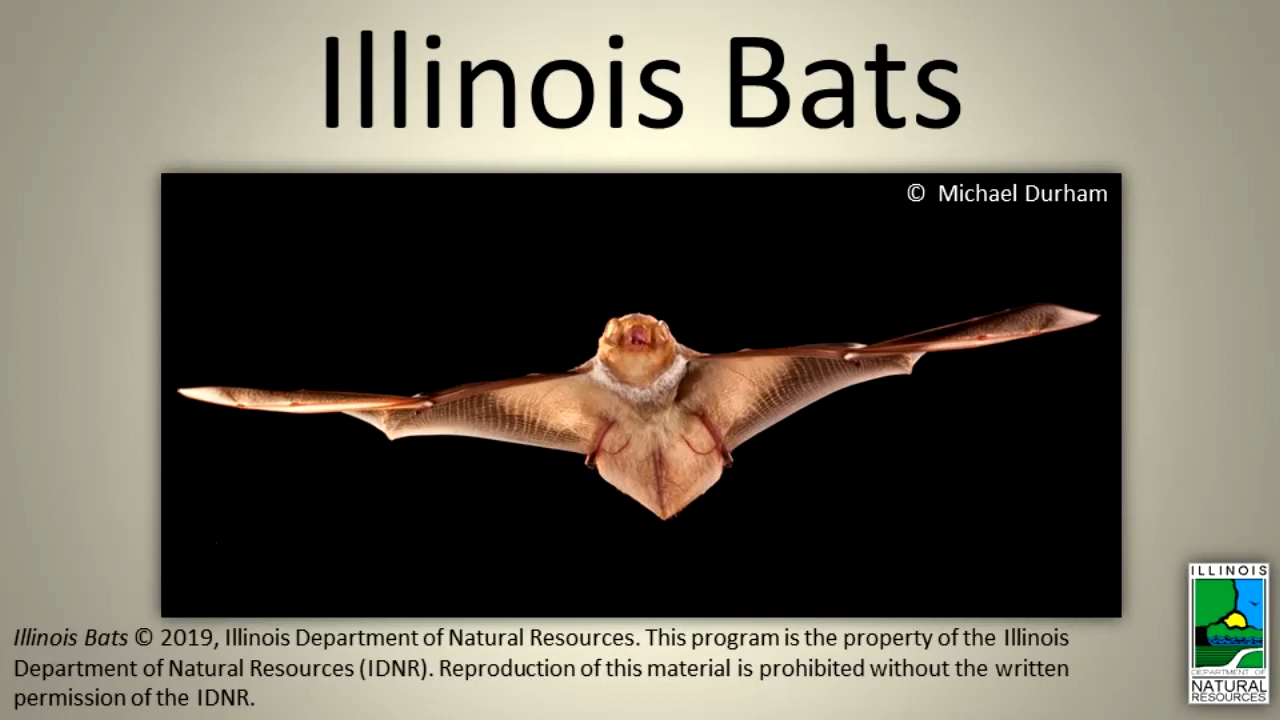 Illinois Bats
© Michael Durham
Illinois Bats © 2019, Illinois Department of Natural Resources. This program is the property of the Illinois
Department of Natural Resources (IDNR). Reproduction of this material is prohibited without the written
permission of the IDNR.
ILLINOIS
DEPARTMENT OF
NATURAL
RESOURCES